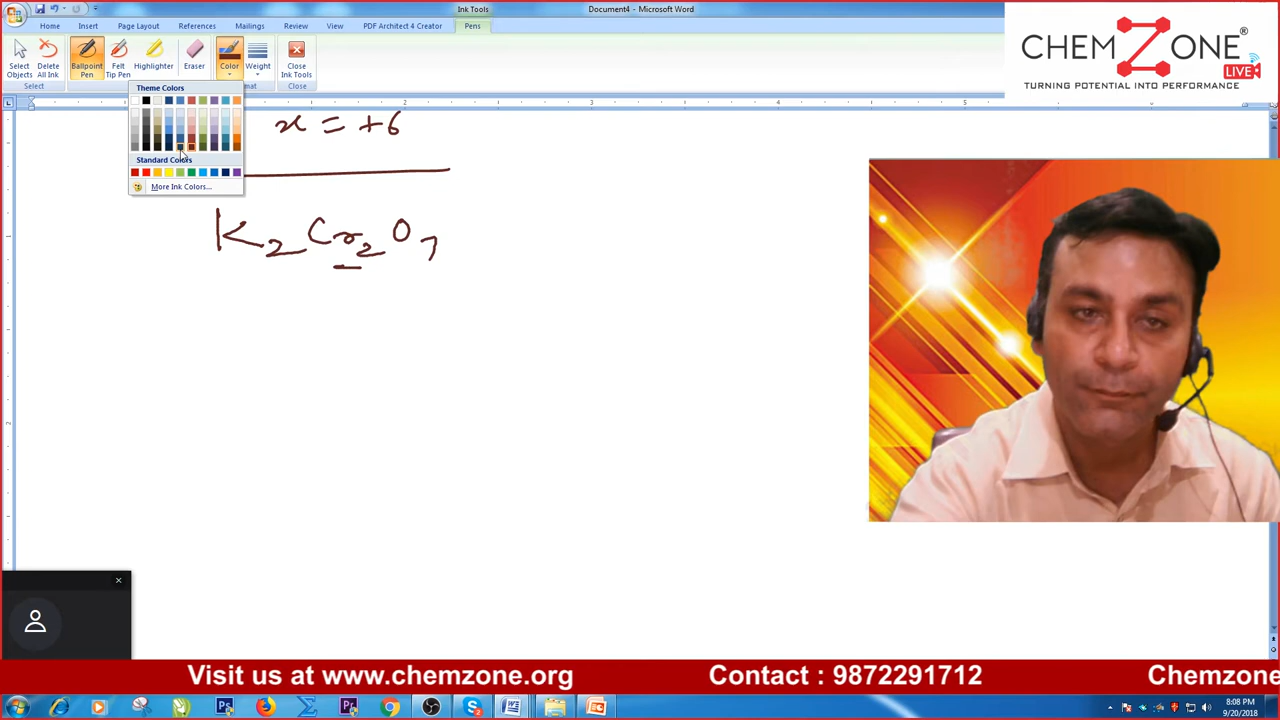 Ink Tools
Document4 - Microsoft Word
Home Insert Page Layout References Mailings Review View PDF Architect 4 Creator Pens
Select Objects
Delete All Ink
Ballpoint Pen
Felt Tip Pen
Highlighter
Eraser
Color
Weight
Close Ink Tools
Select
mat
Close
Theme Colors
Standard Colors
More Ink Colors...
CHEMZONE®
LIVE
TURNING POTENTIAL INTO PERFORMANCE
x = +6
K2Cr2O7
Visit us at www.chemzone.org Contact : 9872291712 Chemzone
8:08 PM
9/20/2018